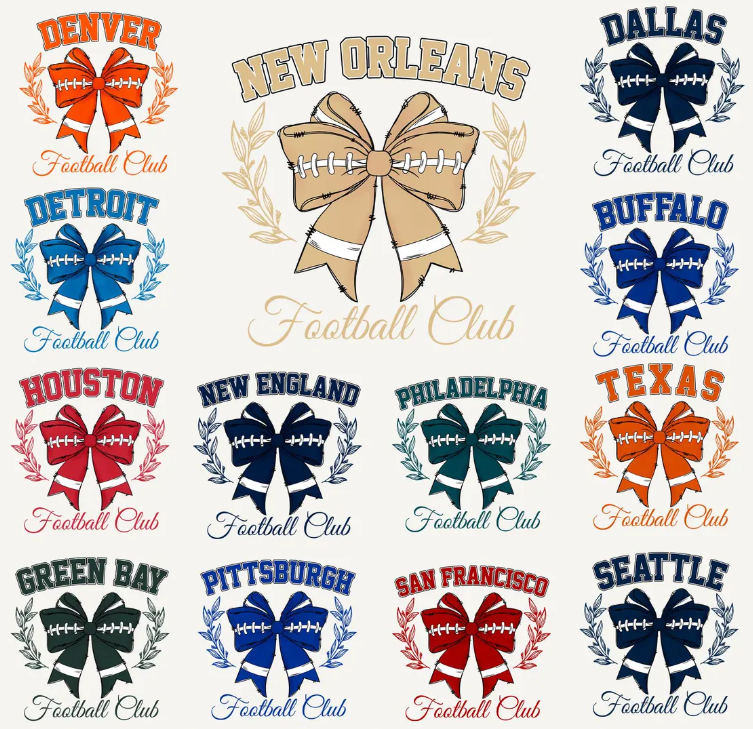 DENVER
Football Club
NEW ORLEANS
Football Club
DALLAS
Football Club
DETROIT
Football Club
BUFFALO
Football Club
HOUSTON
Football Club
NEW ENGLAND
Football Club
PHILADELPHIA
Football Club
TEXAS
Football Club
GREEN BAY
Football Club
PITTSBURGH
Football Club
SAN FRANCISCO
Football Club
SEATTLE
Football Club